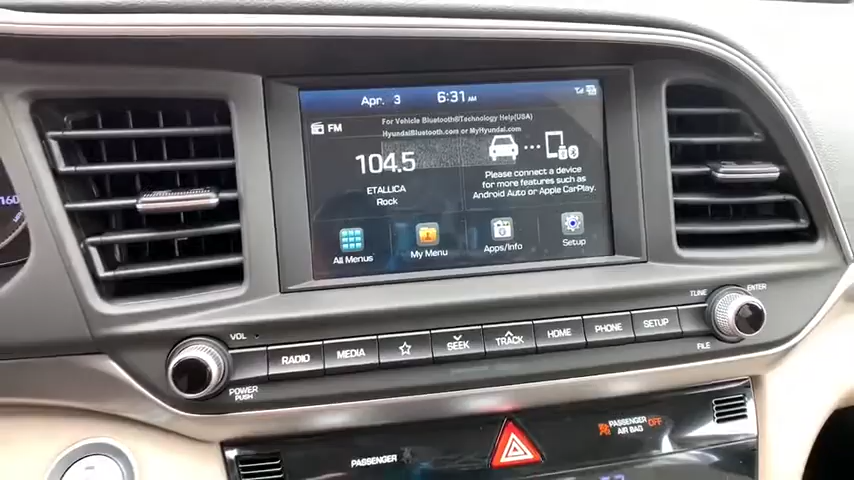 Apr. 3 6:31 AM
For Vehicle Bluetooth®Technology Help(USA)
HyundaiBluetooth.com or MyHyundai.com
FM
104.5
ETALLICA
Rock
Please connect a device
for more features such as
Android Auto or Apple CarPlay.
All Menus My Menu Apps/Info Setup
160
VOL
TUNE ENTER
RADIO MEDIA SEEK TRACK HOME PHONE SETUP
FILE
POWER
PUSH
PASSENGER
PASSENGER
AIR BAG OFF